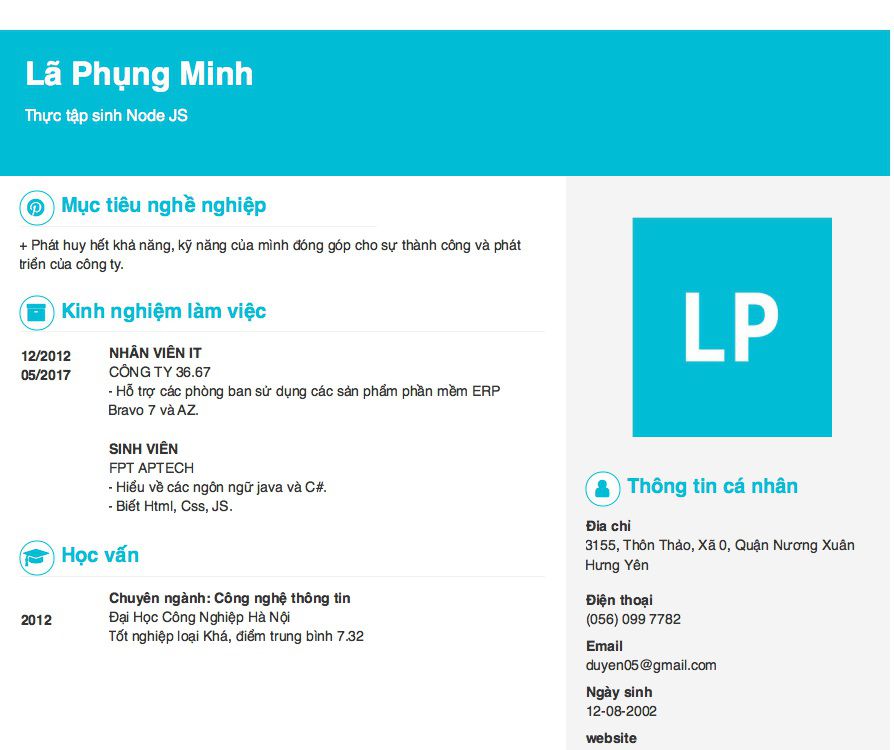 Lã Phụng Minh
Thực tập sinh Node JS
Mục tiêu nghề nghiệp
+ Phát huy hết khả năng, kỹ năng của mình đóng góp cho sự thành công và phát
triển của công ty.
Kinh nghiệm làm việc
12/2012
05/2017
NHÂN VIÊN IT
CÔNG TY 36.67
- Hỗ trợ các phòng ban sử dụng các sản phẩm phần mềm ERP
Bravo 7 và AZ.
SINH VIÊN
FPT APTECH
- Hiểu về các ngôn ngữ java và C#.
- Biết Html, Css, JS.
Học vấn
2012
Chuyên ngành: Công nghệ thông tin
Đại Học Công Nghiệp Hà Nội
Tốt nghiệp loại Khá, điểm trung bình 7.32
LP
Thông tin cá nhân
Địa chỉ
3155, Thôn Thảo, Xã 0, Quận Nương Xuân
Hưng Yên
Điện thoại
(056) 099 7782
Email
duyen05@gmail.com
Ngày sinh
12-08-2002
website